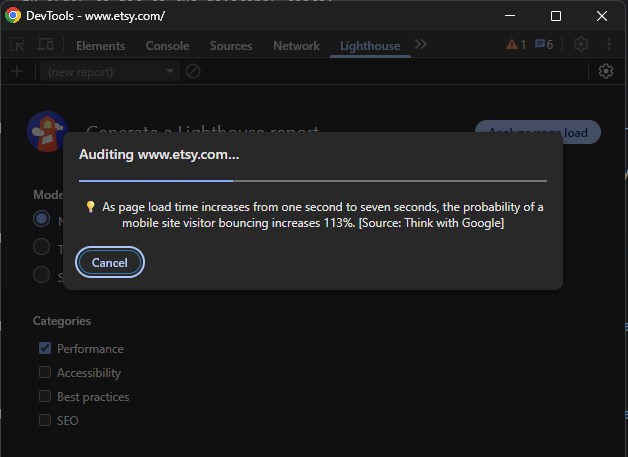 DevTools - www.etsy.com/
Elements Console Sources Network Lighthouse 1 6
(new report)
Generate a Lighthouse report
Analyze page load
Auditing www.etsy.com...
Mode
As page load time increases from one second to seven seconds, the probability of a
mobile site visitor bouncing increases 113%. [Source: Think with Google]
Cancel
Categories
Performance
Accessibility
Best practices
SEO